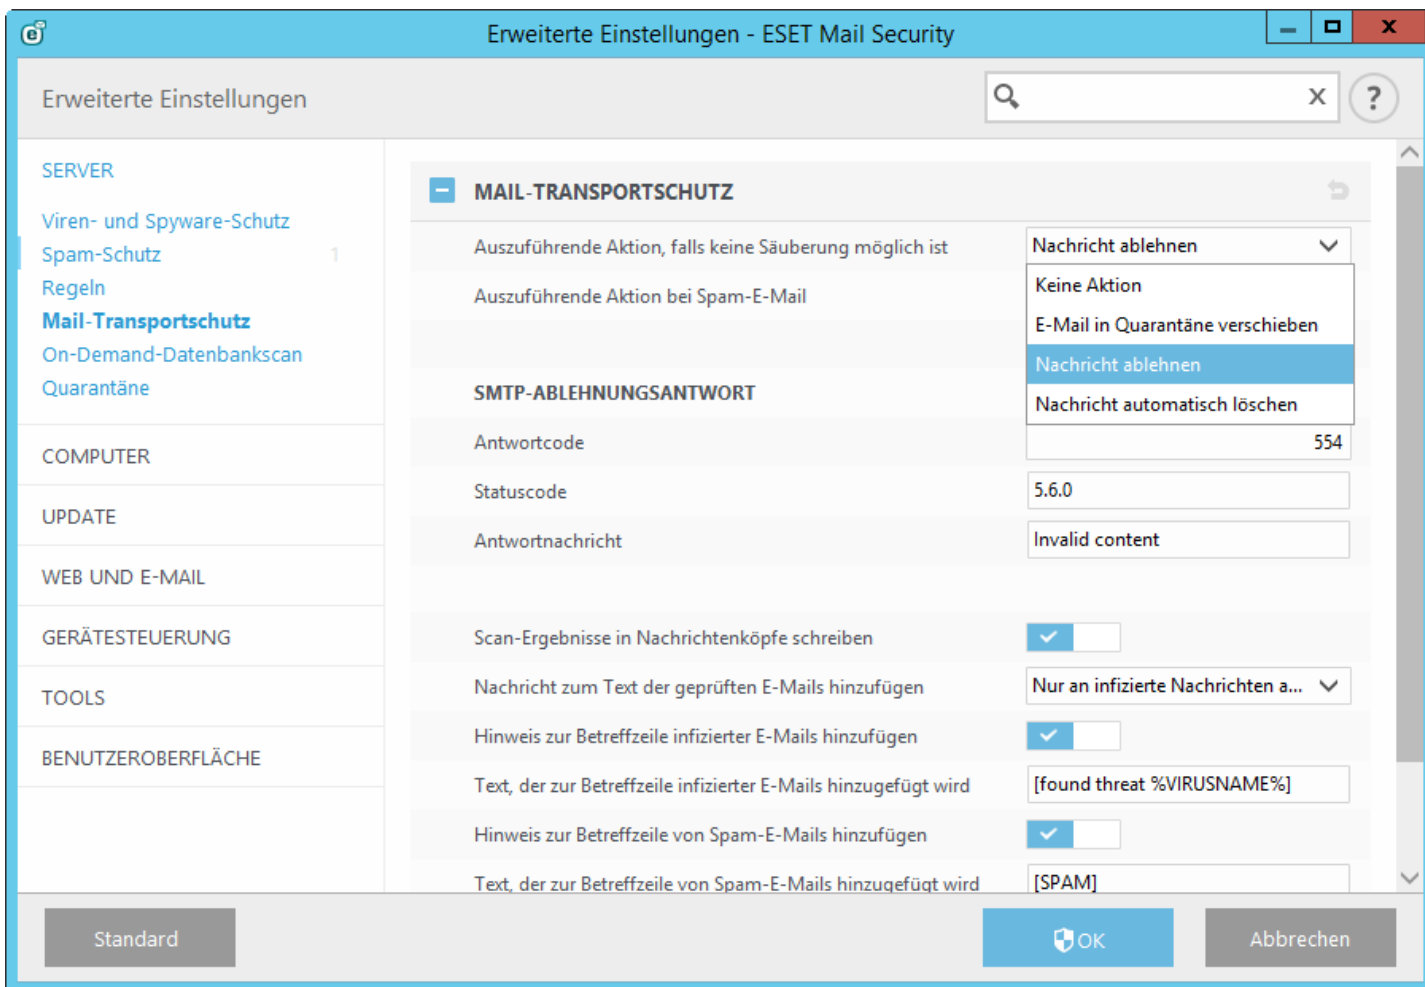 Erweiterte Einstellungen - ESET Mail Security
Erweiterte Einstellungen
SERVER
Viren- und Spyware-Schutz
Spam-Schutz 1
Regeln
Mail-Transportschutz
On-Demand-Datenbankscan
Quarantäne
COMPUTER
UPDATE
WEB UND E-MAIL
GERÄTESTEUERUNG
TOOLS
BENUTZEROBERFLÄCHE
MAIL-TRANSPORTSCHUTZ
Auszuführende Aktion, falls keine Säuberung möglich ist
Nachricht ablehnen
Keine Aktion
E-Mail in Quarantäne verschieben
Nachricht ablehnen
Nachricht automatisch löschen
Auszuführende Aktion bei Spam-E-Mail
SMTP-ABLEHNUNGSANTWORT
Antwortcode 554
Statuscode 5.6.0
Antwortnachricht Invalid content
Scan-Ergebnisse in Nachrichtenköpfe schreiben
Nachricht zum Text der geprüften E-Mails hinzufügen Nur an infizierte Nachrichten a...
Hinweis zur Betreffzeile infizierter E-Mails hinzufügen
Text, der zur Betreffzeile infizierter E-Mails hinzugefügt wird [found threat %VIRUSNAME%]
Hinweis zur Betreffzeile von Spam-E-Mails hinzufügen
Text, der zur Betreffzeile von Spam-E-Mails hinzugefügt wird [SPAM]
Standard
OK
Abbrechen